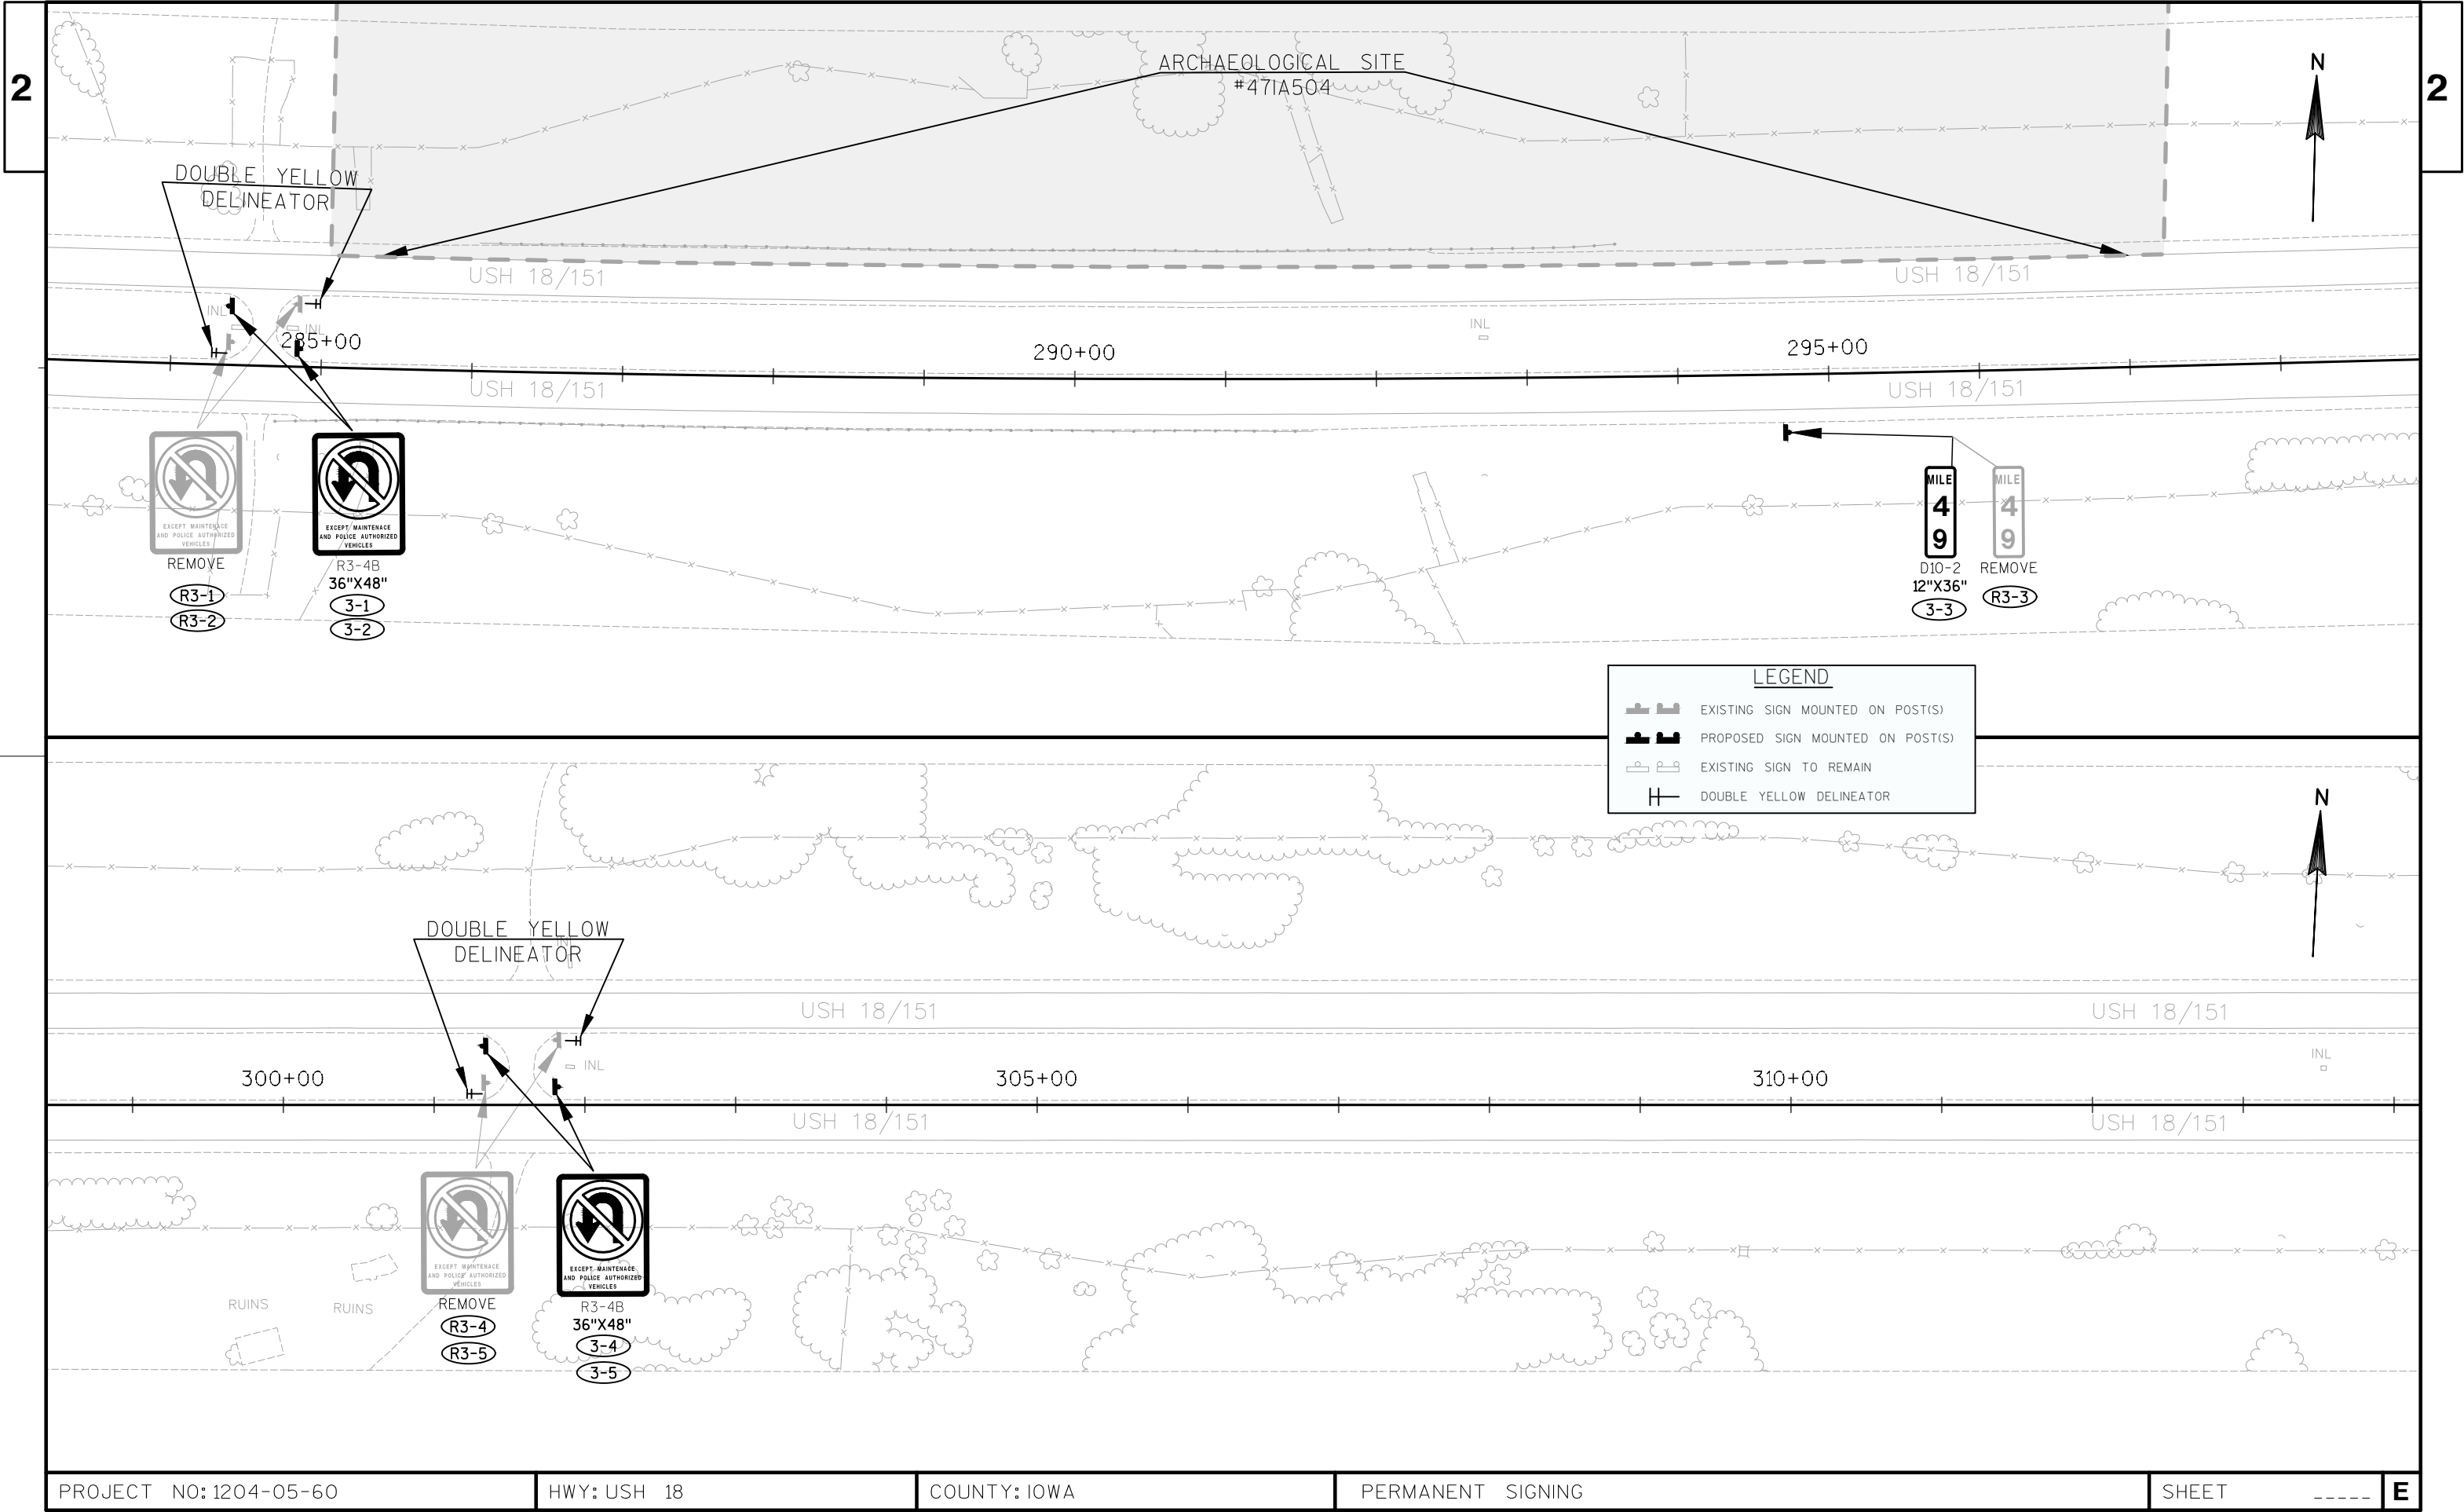 2
2
ARCHAEOLOGICAL SITE
#47IA504
N
DOUBLE YELLOW
DELINEATOR
USH 18/151
USH 18/151
INL
INL
INL
285+00
290+00
295+00
USH 18/151
USH 18/151
EXCEPT MAINTENACE
AND POLICE AUTHORIZED
VEHICLES
REMOVE
R3-1
R3-2
EXCEPT MAINTENACE
AND POLICE AUTHORIZED
VEHICLES
R3-4B
36"X48"
3-1
3-2
MILE
4
9
D10-2
12"X36"
3-3
MILE
4
9
REMOVE
R3-3
LEGEND
EXISTING SIGN MOUNTED ON POST(S)
PROPOSED SIGN MOUNTED ON POST(S)
EXISTING SIGN TO REMAIN
DOUBLE YELLOW DELINEATOR
N
DOUBLE YELLOW
INL
DELINEATOR
USH 18/151
USH 18/151
INL
INL
300+00
305+00
310+00
USH 18/151
USH 18/151
EXCEPT MAINTENACE
AND POLICE AUTHORIZED
VEHICLES
REMOVE
R3-4
R3-5
EXCEPT MAINTENACE
AND POLICE AUTHORIZED
VEHICLES
R3-4B
36"X48"
3-4
3-5
RUINS
RUINS
PROJECT NO: 1204-05-60
HWY: USH 18
COUNTY: IOWA
PERMANENT SIGNING
SHEET _____
E